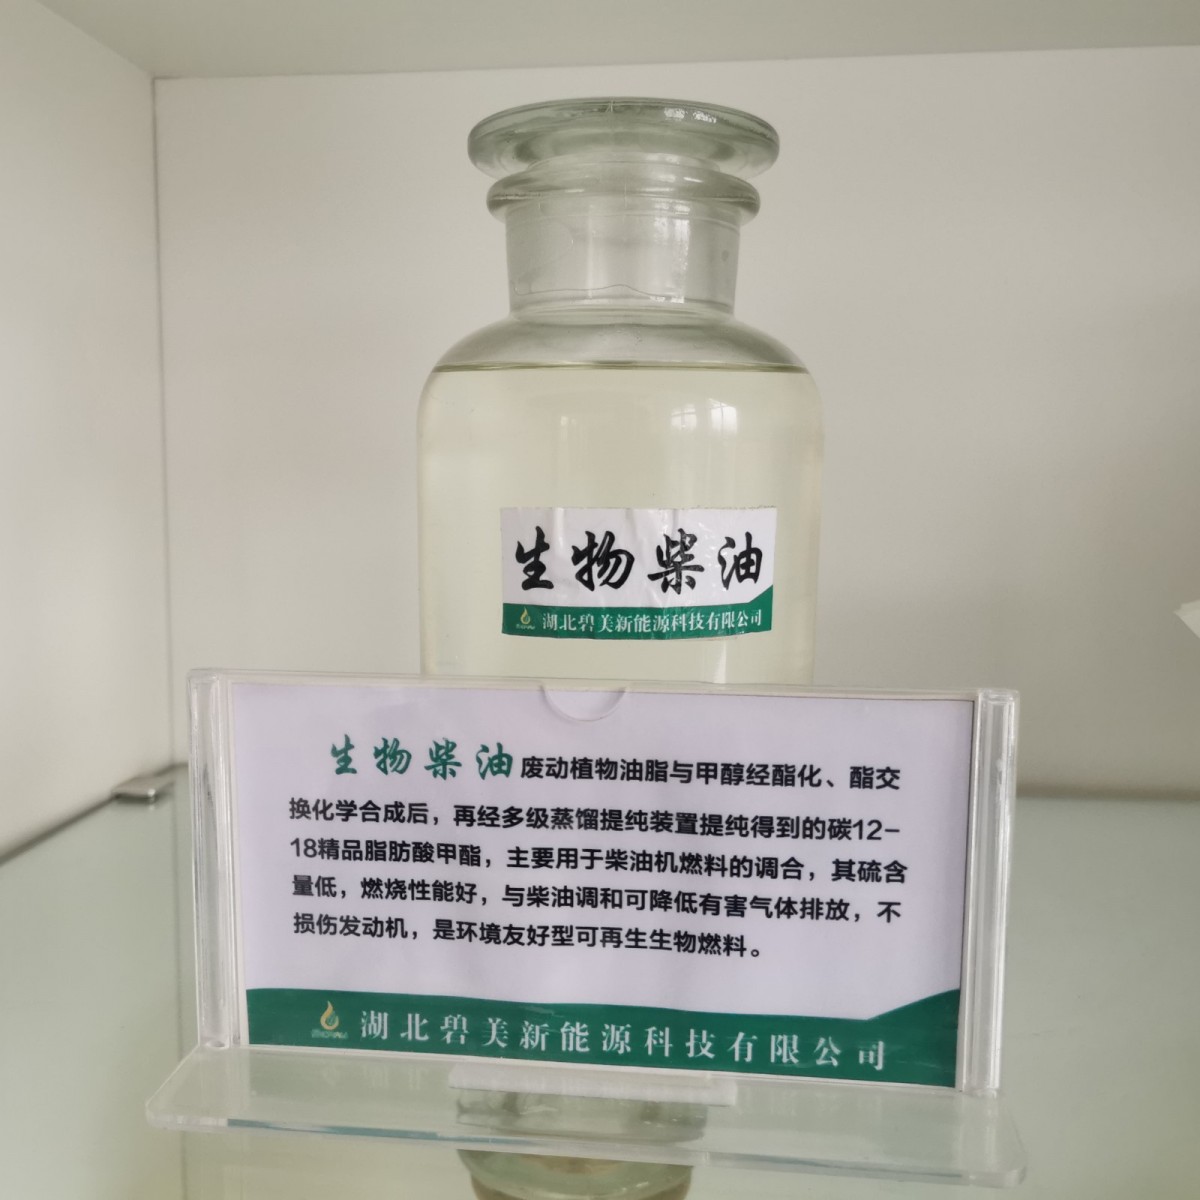 生物柴油
湖北碧美新能源科技有限公司
生物柴油废动植物油脂与甲醇经酯化、酯交
换化学合成后，再经多级蒸馏提纯装置提纯得到的碳12-
18精品脂肪酸甲酯，主要用于柴油机燃料的调合，其硫含
量低，燃烧性能好，与柴油调和可降低有害气体排放，不
损伤发动机，是环境友好型可再生生物燃料。
湖北碧美新能源科技有限公司